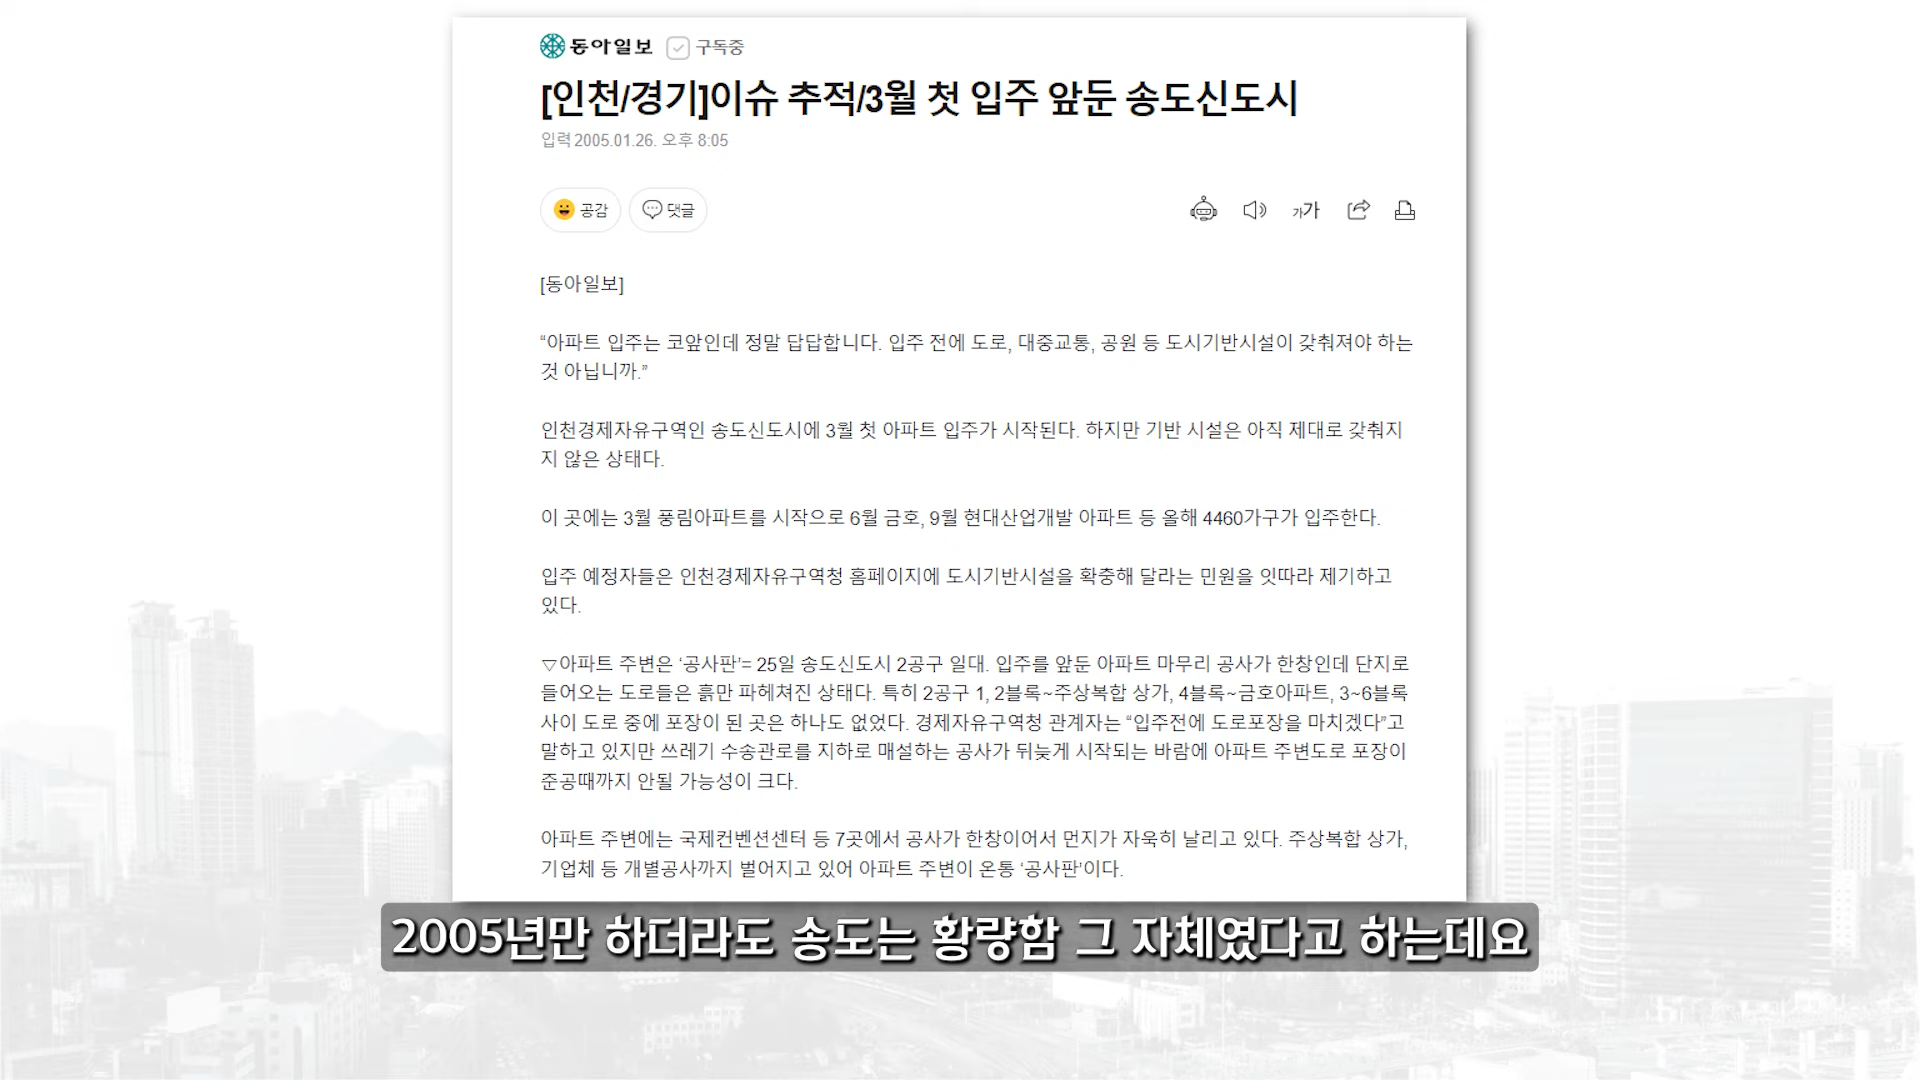 동아일보 구독중
[인천/경기]이슈 추적/3월 첫 입주 앞둔 송도신도시
입력 2005.01.26. 오후 8:05
공감 댓글 가가
[동아일보]
“아파트 입주는 코앞인데 정말 답답합니다. 입주 전에 도로, 대중교통, 공원 등 도시기반시설이 갖춰져야 하는
것 아닙니까.”
인천경제자유구역인 송도신도시에 3월 첫 아파트 입주가 시작된다. 하지만 기반 시설은 아직 제대로 갖춰지
지 않은 상태다.
이 곳에는 3월 풍림아파트를 시작으로 6월 금호, 9월 현대산업개발 아파트 등 올해 4460가구가 입주한다.
입주 예정자들은 인천경제자유구역청 홈페이지에 도시기반시설을 확충해 달라는 민원을 잇따라 제기하고
있다.
▽아파트 주변은 ‘공사판’= 25일 송도신도시 2공구 일대. 입주를 앞둔 아파트 마무리 공사가 한창인데 단지로
들어오는 도로들은 흙만 파헤쳐진 상태다. 특히 2공구 1, 2블록~주상복합 상가, 4블록~금호아파트, 3~6블록
사이 도로 중에 포장이 된 곳은 하나도 없었다. 경제자유구역청 관계자는 “입주전에 도로포장을 마치겠다”고
말하고 있지만 쓰레기 수송관로를 지하로 매설하는 공사가 뒤늦게 시작되는 바람에 아파트 주변도로 포장이
준공때까지 안될 가능성이 크다.
아파트 주변에는 국제컨벤션센터 등 7곳에서 공사가 한창이어서 먼지가 자욱히 날리고 있다. 주상복합 상가,
기업체 등 개별공사까지 벌어지고 있어 아파트 주변이 온통 ‘공사판’이다.
2005년만 하더라도 송도는 황량함 그 자체였다고 하는데요